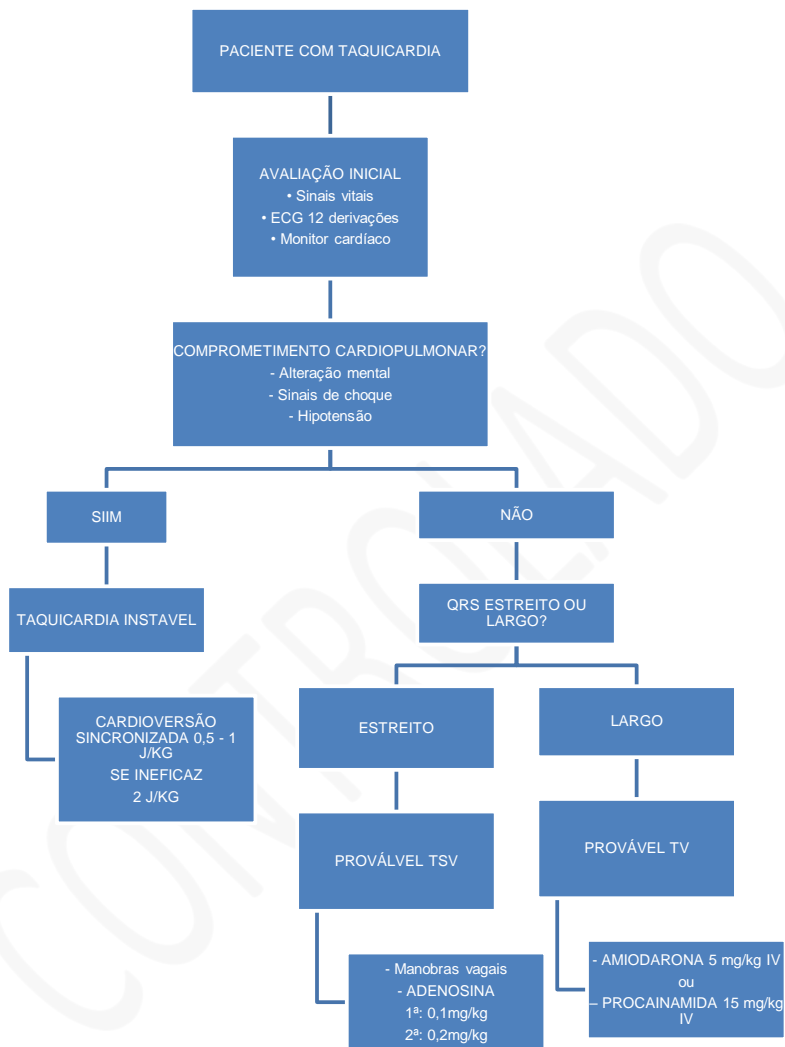 PACIENTE COM TAQUICARDIA
AVALIAÇÃO INICIAL
• Sinais vitais
• ECG 12 derivações
• Monitor cardíaco
COMPROMETIMENTO CARDIOPULMONAR?
- Alteração mental
- Sinais de choque
- Hipotensão
SIIM
NÃO
TAQUICARDIA INSTAVEL
QRS ESTREITO OU
LARGO?
CARDIOVERSÃO
SINCRONIZADA 0,5 - 1
J/KG
SE INEFICAZ
2 J/KG
ESTREITO
LARGO
PROVÁLVEL TSV
PROVÁVEL TV
- Manobras vagais
- ADENOSINA
1ª: 0,1mg/kg
2ª: 0,2mg/kg
- AMIODARONA 5 mg/kg IV
ou
– PROCAINAMIDA 15 mg/kg
IV
CONTROLADO